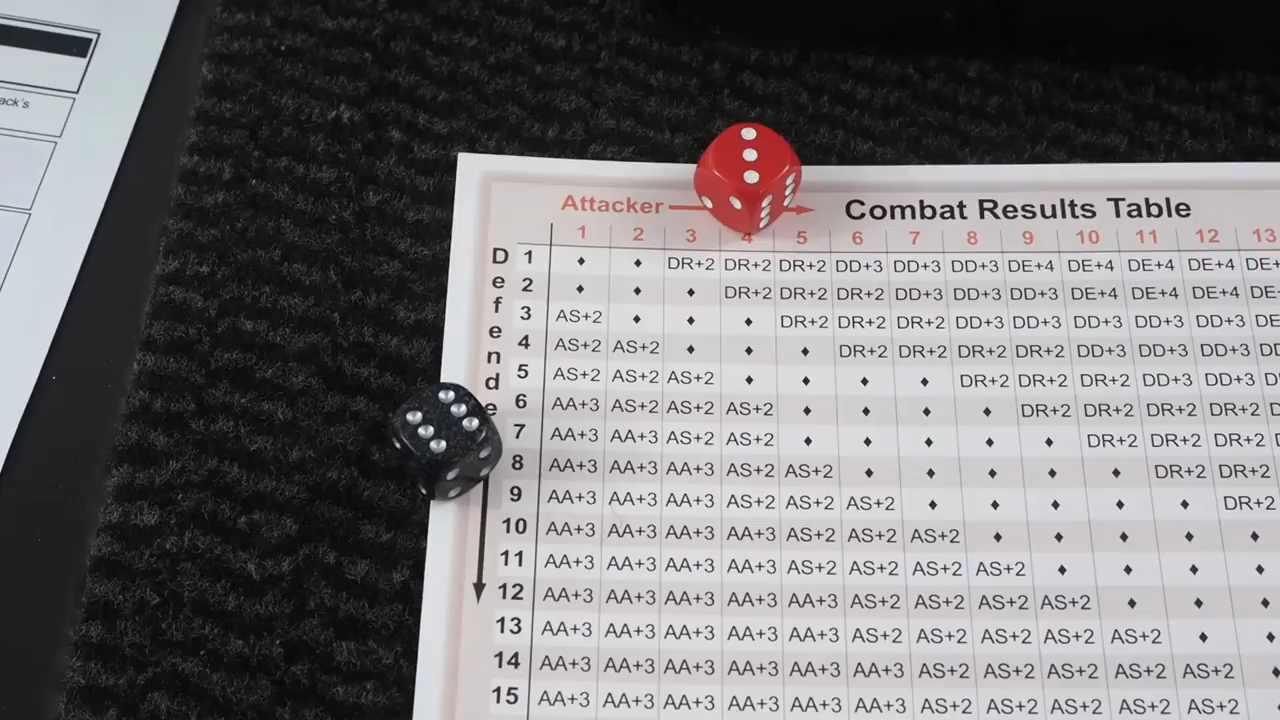 ack's
Attacker Combat Results Table
1 2 3 4 5 6 7 8 9 10 11 12 13
Defende
1 ♦ ♦ DR+2 DR+2 DR+2 DD+3 DD+3 DD+3 DE+4 DE+4 DE+4 DE+4 DE+
2 ♦ ♦ ♦ DR+2 DR+2 DR+2 DD+3 DD+3 DD+3 DE+4 DE+4 DE+4 DE+
3 AS+2 ♦ ♦ ♦ DR+2 DR+2 DR+2 DD+3 DD+3 DD+3 DD+3 DD+3 DE
4 AS+2 AS+2 ♦ ♦ ♦ DR+2 DR+2 DR+2 DR+2 DD+3 DD+3 DD+3 DD
5 AS+2 AS+2 AS+2 ♦ ♦ ♦ ♦ DR+2 DR+2 DR+2 DD+3 DD+3 D
6 AA+3 AS+2 AS+2 AS+2 ♦ ♦ ♦ ♦ DR+2 DR+2 DR+2 DR+2
7 AA+3 AA+3 AS+2 AS+2 ♦ ♦ ♦ ♦ ♦ DR+2 DR+2 DR+2
8 AA+3 AA+3 AA+3 AS+2 AS+2 ♦ ♦ ♦ ♦ ♦ DR+2 DR+2
9 AA+3 AA+3 AA+3 AS+2 AS+2 AS+2 ♦ ♦ ♦ ♦ ♦ DR+2
10 AA+3 AA+3 AA+3 AA+3 AS+2 AS+2 AS+2 ♦ ♦ ♦ ♦ ♦
11 AA+3 AA+3 AA+3 AA+3 AS+2 AS+2 AS+2 AS+2 ♦ ♦ ♦ ♦
12 AA+3 AA+3 AA+3 AA+3 AA+3 AS+2 AS+2 AS+2 AS+2 ♦ ♦ ♦
13 AA+3 AA+3 AA+3 AA+3 AA+3 AS+2 AS+2 AS+2 AS+2 AS+2 ♦ ♦
14 AA+3 AA+3 AA+3 AA+3 AA+3 AA+3 AS+2 AS+2 AS+2 AS+2 AS+2 ♦
15 AA+3 AA+3 AA+3 AA+3 AA+3 AA+3 AS+2 AS+2 AS+2 AS+2 AS+2